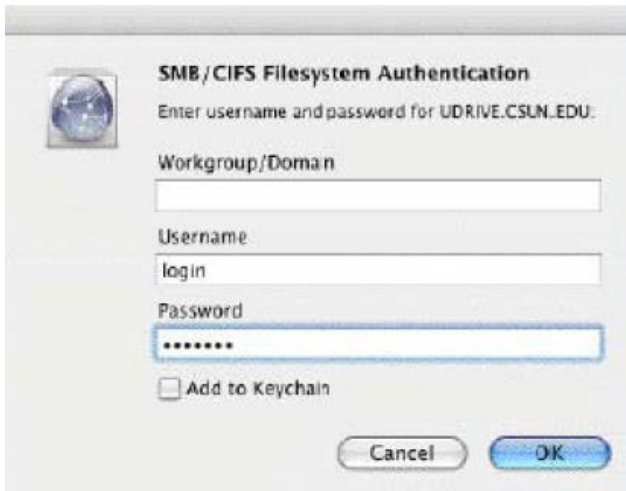 SMB/CIFS Filesystem Authentication
Enter username and password for UDRIVE.CSUN.EDU:
Workgroup/Domain
Username
login
Password
•••••••
Add to Keychain
Cancel
OK